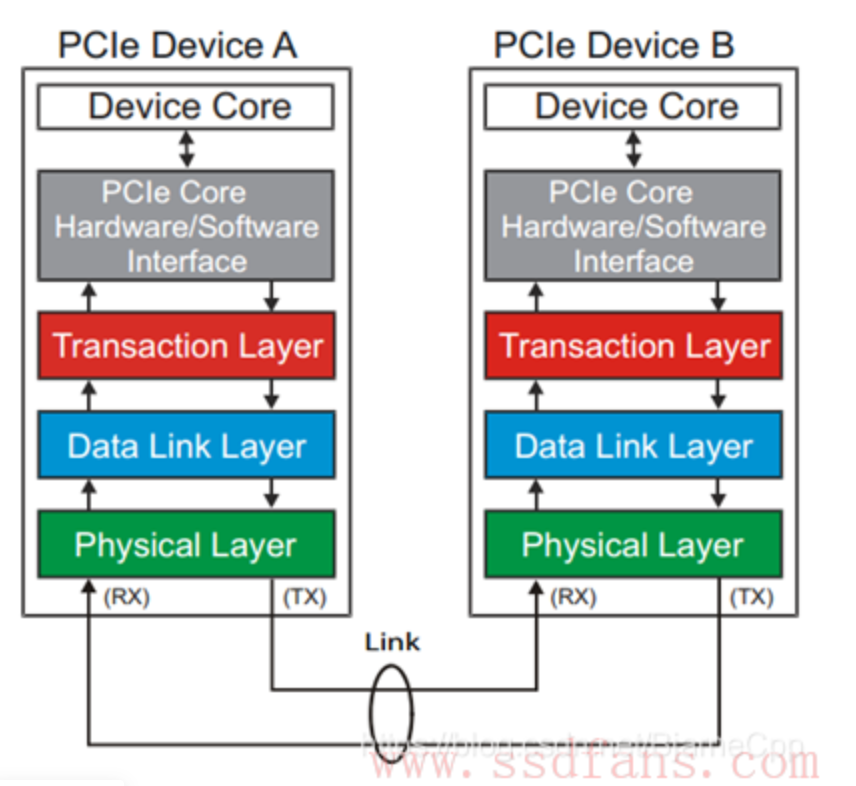 PCIe Device A
PCIe Device B
Device Core
Device Core
PCIe Core
Hardware/Software
Interface
PCIe Core
Hardware/Software
Interface
Transaction Layer
Transaction Layer
Data Link Layer
Data Link Layer
Physical Layer
Physical Layer
(RX)
(TX)
(RX)
(TX)
Link
https://blog.csdn.net/BjarneCpp
www.ssdfans.com